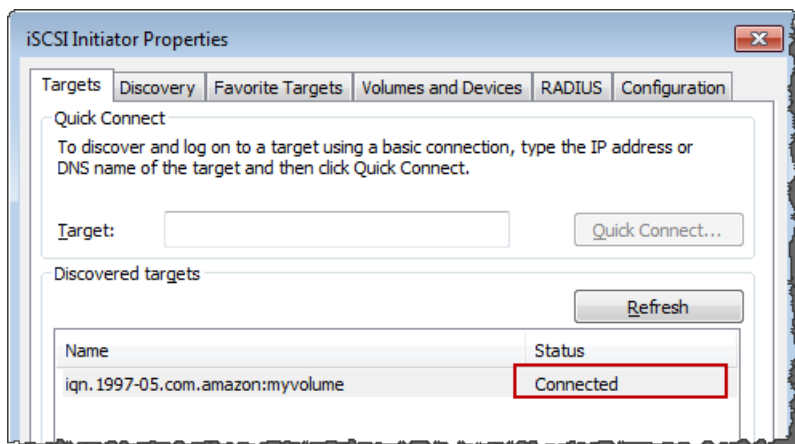 iSCSI Initiator Properties
Targets Discovery Favorite Targets Volumes and Devices RADIUS Configuration
Quick Connect
To discover and log on to a target using a basic connection, type the IP address or
DNS name of the target and then click Quick Connect.
Target: Quick Connect...
Discovered targets
Refresh
Name Status
iqn.1997-05.com.amazon:myvolume Connected